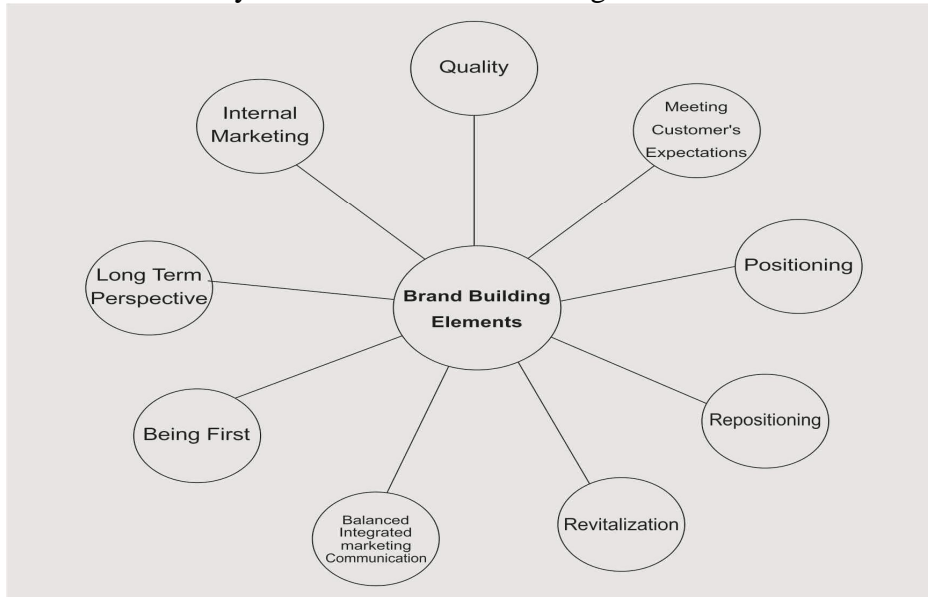 Quality
Meeting
Customer's
Expectations
Positioning
Repositioning
Revitalization
Balanced
Integrated
marketing
Communication
Being First
Long Term
Perspective
Internal
Marketing
Brand Building
Elements